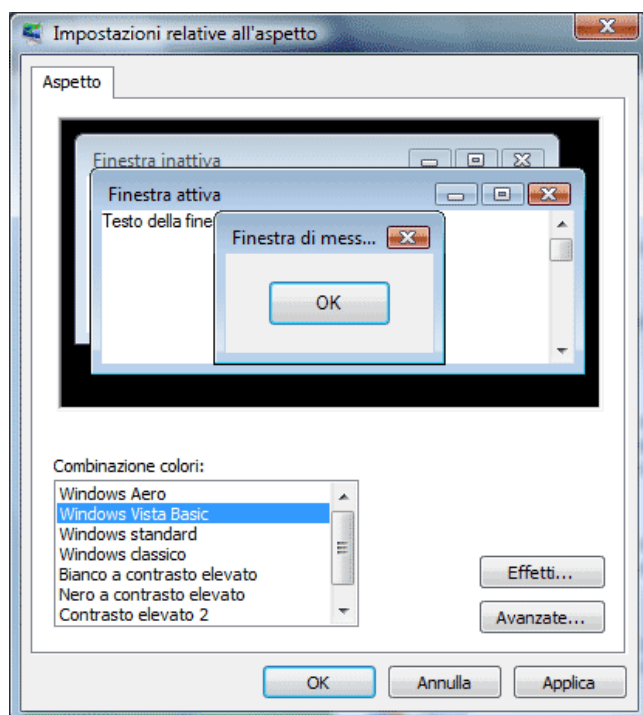 Impostazioni relative all'aspetto
Aspetto
Finestra inattiva
Finestra attiva
Testo della fine
Finestra di mess...
OK
Combinazione colori:
Windows Aero
Windows Vista Basic
Windows standard
Windows classico
Bianco a contrasto elevato
Nero a contrasto elevato
Contrasto elevato 2
Effetti...
Avanzate...
OK Annulla Applica